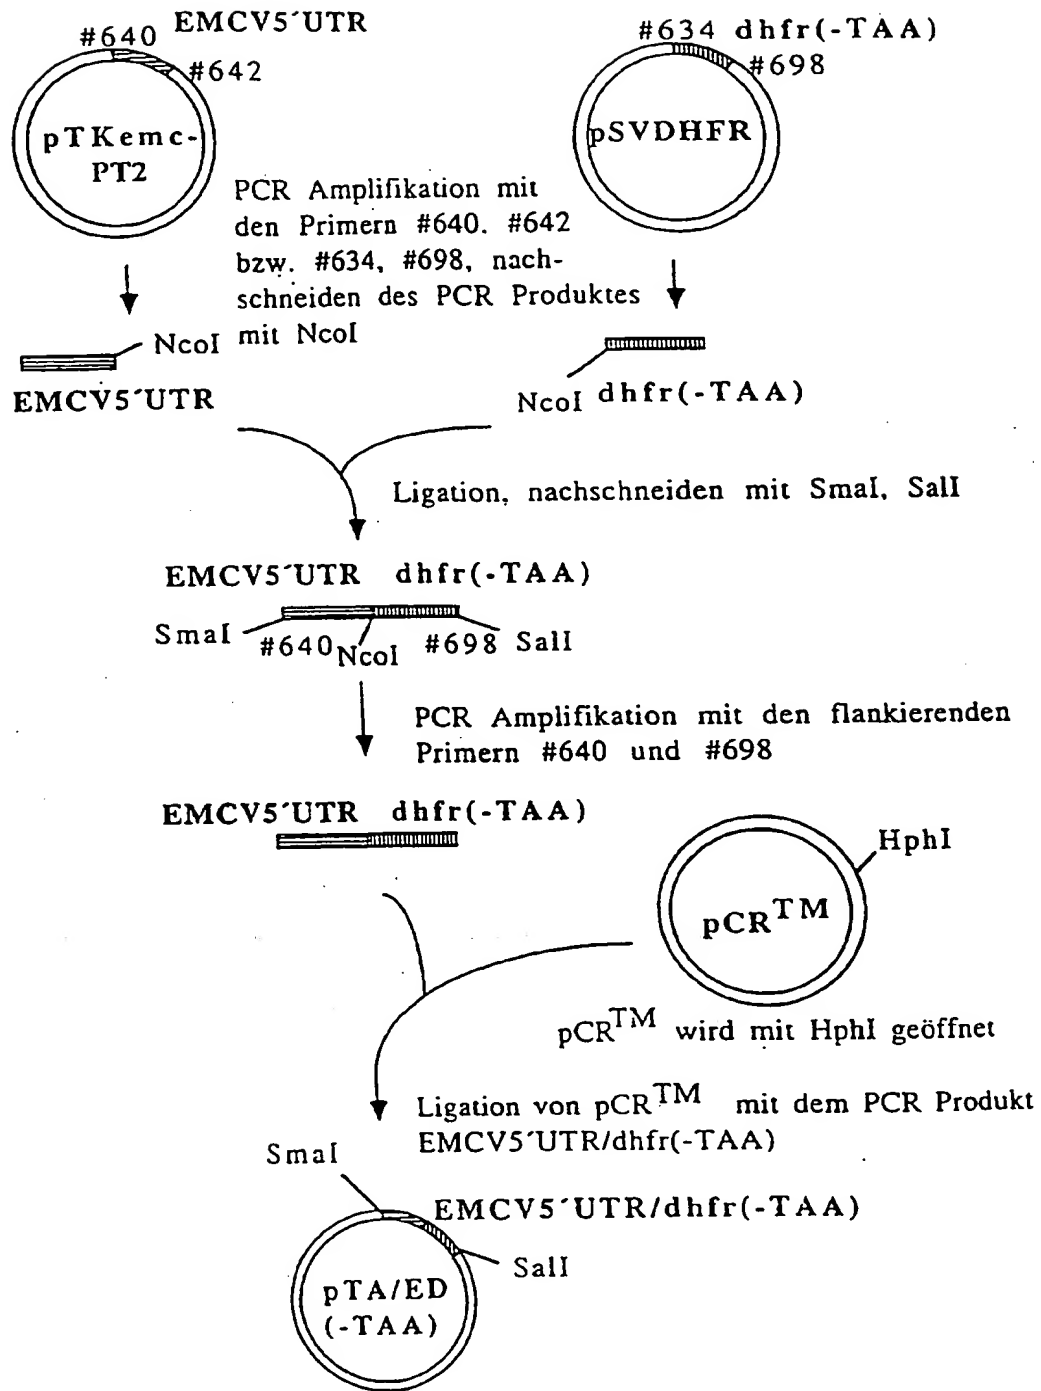 #640 EMCV5´UTR
#642
pTKemc-
PT2
#634 dhfr(-TAA)
#698
pSVDHFR
PCR Amplifikation mit
den Primern #640. #642
bzw. #634, #698, nach-
schneiden des PCR Produktes
mit NcoI
NcoI
EMCV5´UTR
NcoI dhfr(-TAA)
Ligation, nachschneiden mit SmaI, SalI
EMCV5´UTR dhfr(-TAA)
SmaI #640 NcoI #698 SalI
PCR Amplifikation mit den flankierenden
Primern #640 und #698
EMCV5´UTR dhfr(-TAA)
HphI
pCR™
pCR™ wird mit HphI geöffnet
Ligation von pCR™ mit dem PCR Produkt
EMCV5´UTR/dhfr(-TAA)
SmaI
EMCV5´UTR/dhfr(-TAA)
SalI
pTA/ED
(-TAA)